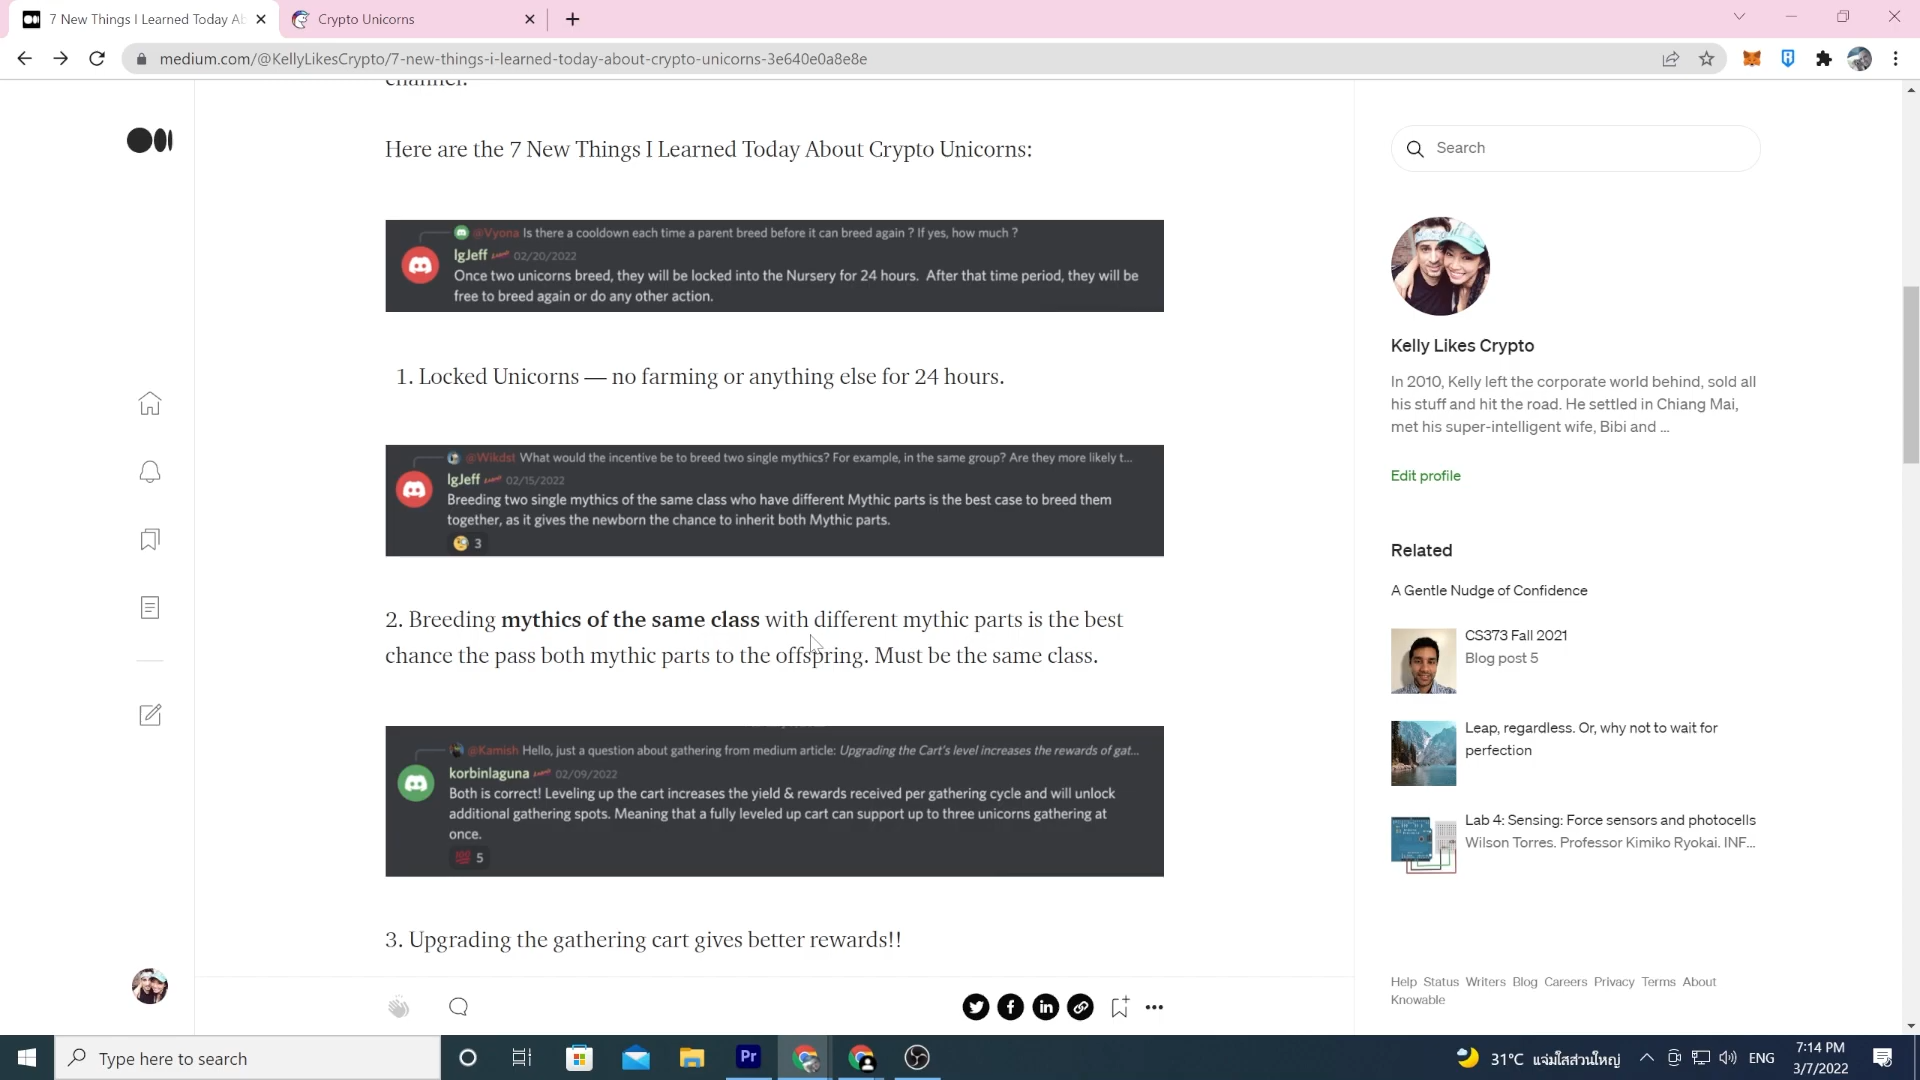 7 New Things I Learned Today Ab
Crypto Unicorns
medium.com/@KellyLikesCrypto/7-new-things-i-learned-today-about-crypto-unicorns-3e640e0a8e8e
channel.
Here are the 7 New Things I Learned Today About Crypto Unicorns:
@Vyona Is there a cooldown each time a parent breed before it can breed again ? If yes, how much ?
IgJeff 02/20/2022
Once two unicorns breed, they will be locked into the Nursery for 24 hours. After that time period, they will be
free to breed again or do any other action.
1. Locked Unicorns — no farming or anything else for 24 hours.
@Wikdst What would the incentive be to breed two single mythics? For example, in the same group? Are they more likely t...
IgJeff 02/15/2022
Breeding two single mythics of the same class who have different Mythic parts is the best case to breed them
together, as it gives the newborn the chance to inherit both Mythic parts.
3
2. Breeding mythics of the same class with different mythic parts is the best
chance the pass both mythic parts to the offspring. Must be the same class.
@Kamish Hello, just a question about gathering from medium article: Upgrading the Cart's level increases the rewards of gat...
korbinlaguna 02/09/2022
Both is correct! Leveling up the cart increases the yield & rewards received per gathering cycle and will unlock
additional gathering spots. Meaning that a fully leveled up cart can support up to three unicorns gathering at
once.
5
3. Upgrading the gathering cart gives better rewards!!
Search
Kelly Likes Crypto
In 2010, Kelly left the corporate world behind, sold all
his stuff and hit the road. He settled in Chiang Mai,
met his super-intelligent wife, Bibi and ...
Edit profile
Related
A Gentle Nudge of Confidence
CS373 Fall 2021
Blog post 5
Leap, regardless. Or, why not to wait for
perfection
Lab 4: Sensing: Force sensors and photocells
Wilson Torres. Professor Kimiko Ryokai. INF...
Help Status Writers Blog Careers Privacy Terms About
Knowable
Type here to search
Pr
31°C แจ่มใสส่วนใหญ่
ENG
7:14 PM
3/7/2022